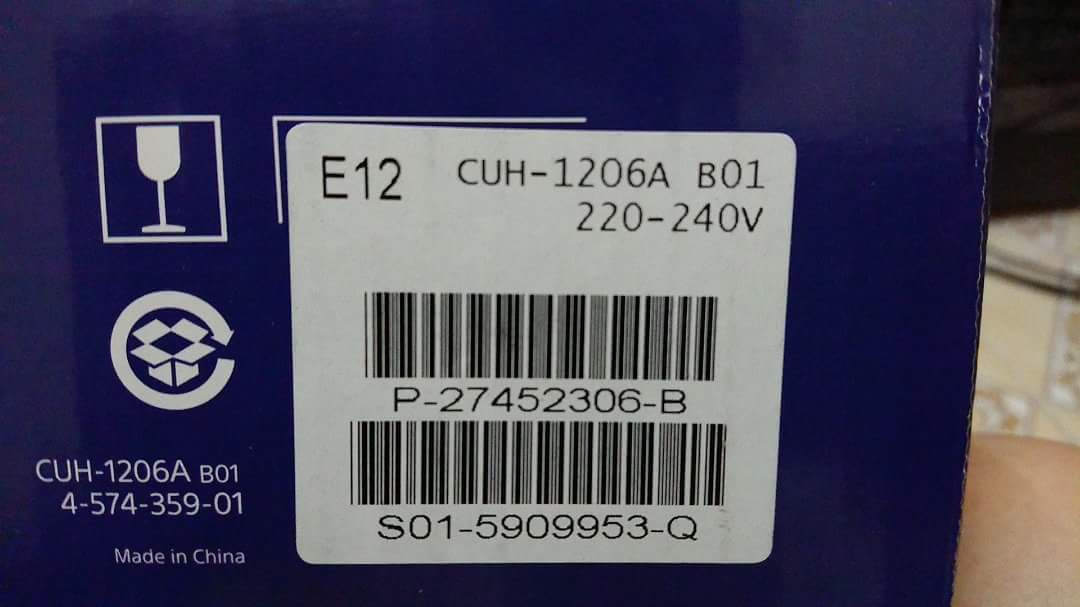 E12 CUH-1206A B01
220-240V
P-27452306-B
S01-5909953-Q
CUH-1206A B01
4-574-359-01
Made in China